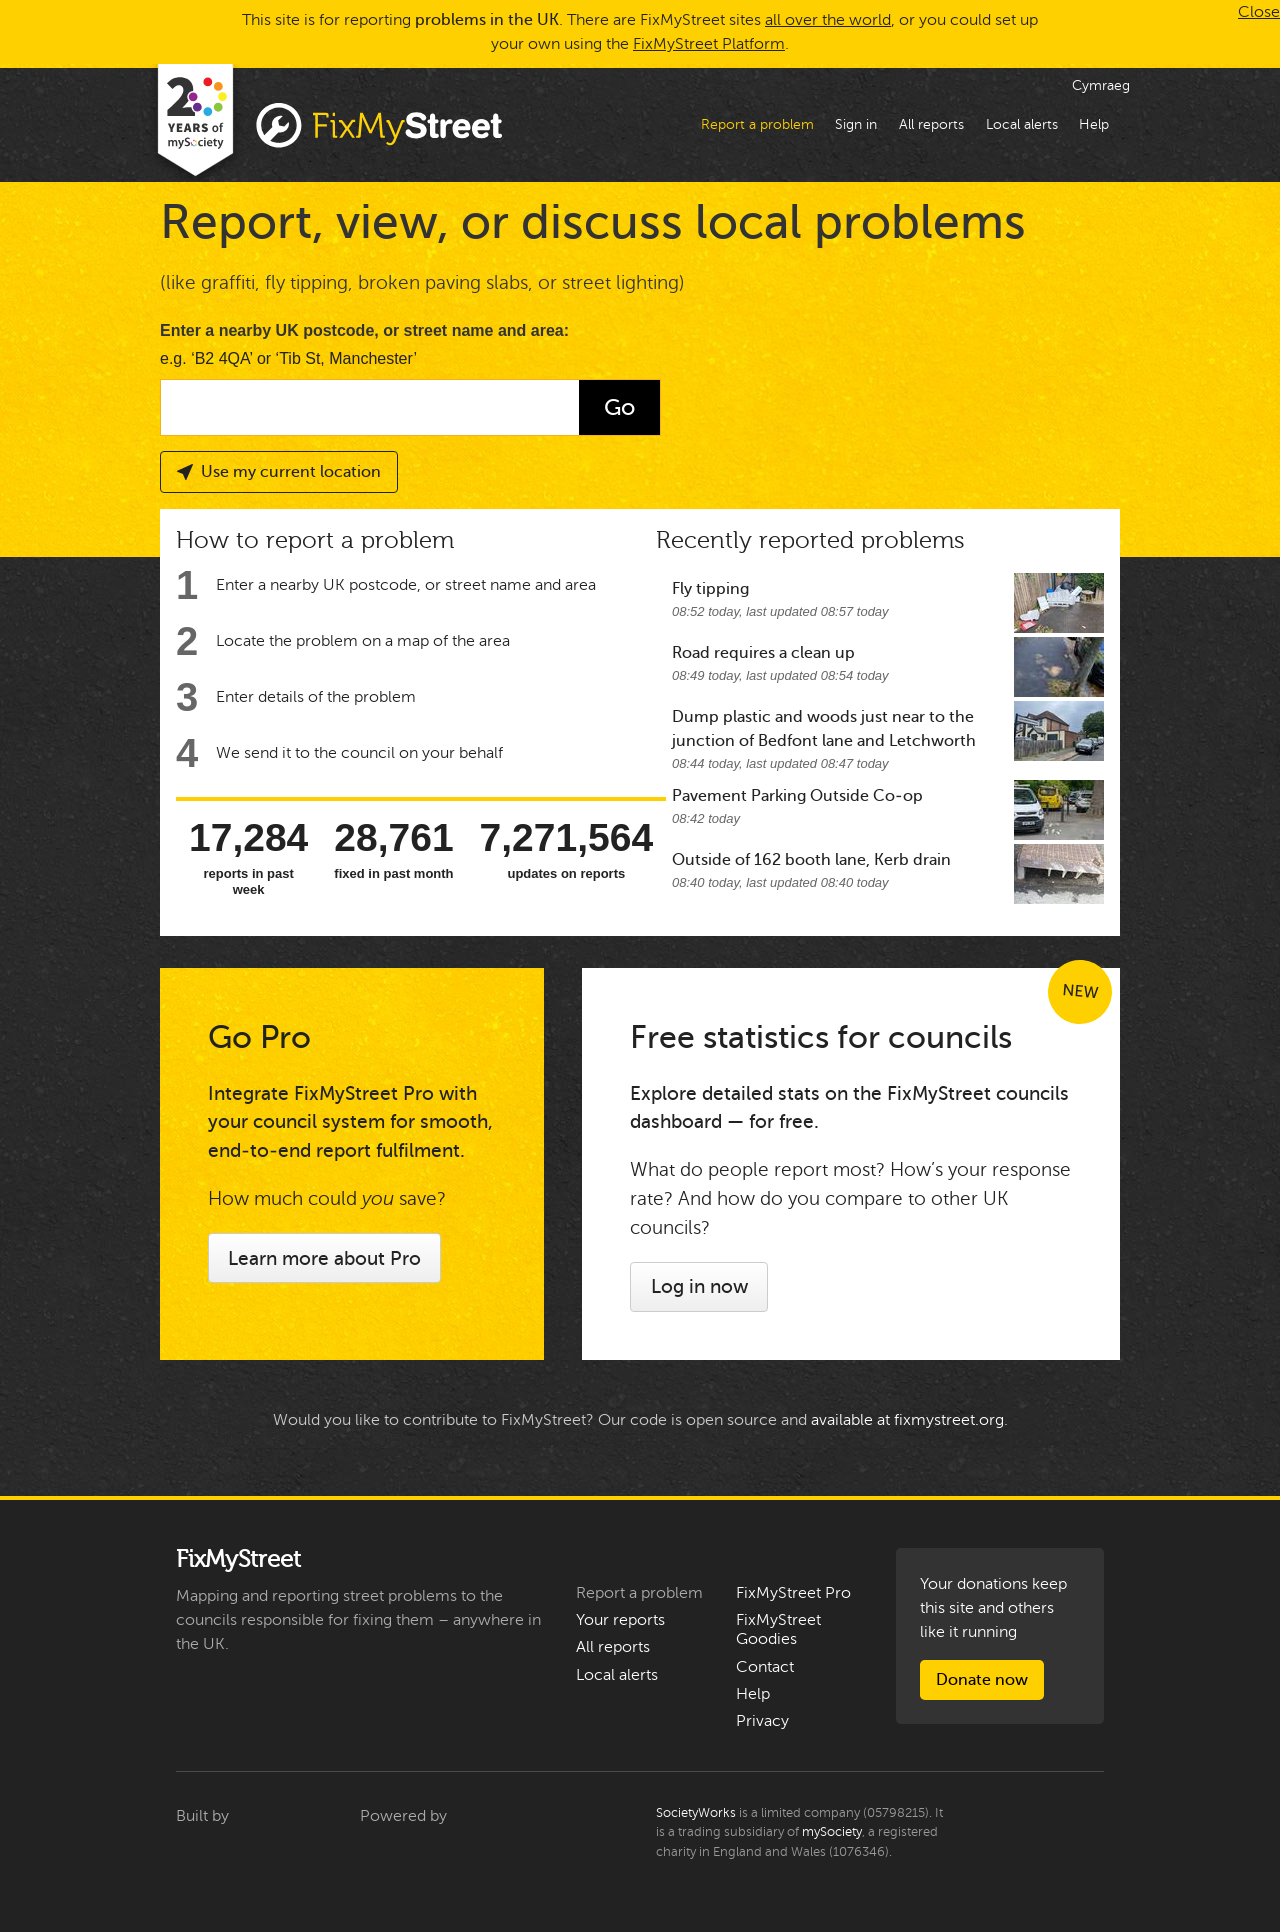 This site is for reporting problems in the UK. There are FixMyStreet sites all over the world, or you could set up
your own using the FixMyStreet Platform.
Close
20
YEARS of
mySociety
FixMyStreet
Cymraeg
Report a problem Sign in All reports Local alerts Help
Report, view, or discuss local problems
(like graffiti, fly tipping, broken paving slabs, or street lighting)
Enter a nearby UK postcode, or street name and area:
e.g. ‘B2 4QA’ or ‘Tib St, Manchester’
Go
Use my current location
How to report a problem
1 Enter a nearby UK postcode, or street name and area
2 Locate the problem on a map of the area
3 Enter details of the problem
4 We send it to the council on your behalf
17,284 28,761 7,271,564
reports in past fixed in past month updates on reports
week
Recently reported problems
Fly tipping
08:52 today, last updated 08:57 today
Road requires a clean up
08:49 today, last updated 08:54 today
Dump plastic and woods just near to the
junction of Bedfont lane and Letchworth
08:44 today, last updated 08:47 today
Pavement Parking Outside Co-op
08:42 today
Outside of 162 booth lane, Kerb drain
08:40 today, last updated 08:40 today
Go Pro
Integrate FixMyStreet Pro with
your council system for smooth,
end-to-end report fulfilment.
How much could you save?
Learn more about Pro
NEW
Free statistics for councils
Explore detailed stats on the FixMyStreet councils
dashboard — for free.
What do people report most? How’s your response
rate? And how do you compare to other UK
councils?
Log in now
Would you like to contribute to FixMyStreet? Our code is open source and available at fixmystreet.org.
FixMyStreet
Mapping and reporting street problems to the
councils responsible for fixing them – anywhere in
the UK.
Report a problem
Your reports
All reports
Local alerts
FixMyStreet Pro
FixMyStreet
Goodies
Contact
Help
Privacy
Your donations keep
this site and others
like it running
Donate now
Built by
Powered by
SocietyWorks is a limited company (05798215). It
is a trading subsidiary of mySociety, a registered
charity in England and Wales (1076346).